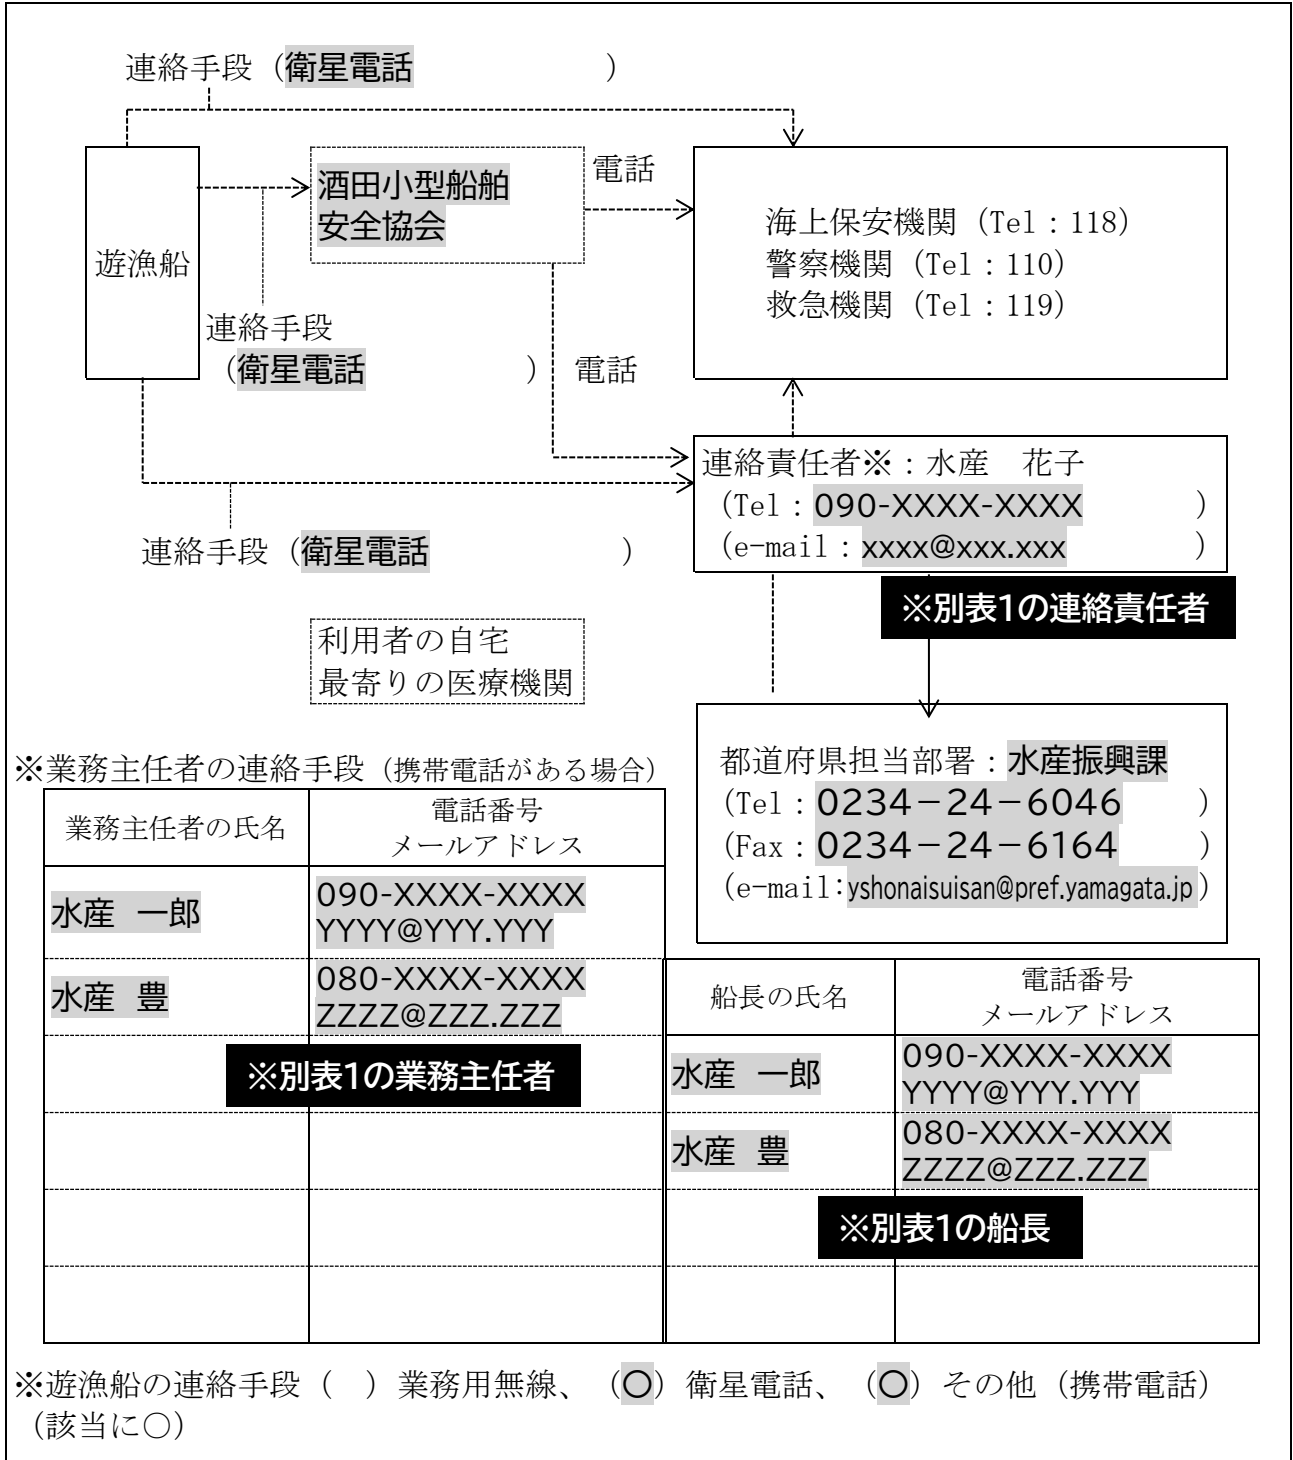 連絡手段（衛星電話　　　　　　）
遊漁船
酒田小型船舶
安全協会
電話
海上保安機関（Tel：118）
警察機関（Tel：110）
救急機関（Tel：119）
連絡手段
（衛星電話　　　　　）
電話
連絡責任者※：水産　花子
（Tel：090-XXXX-XXXX　　　）
（e-mail：xxxx@xxx.xxx　　　　）
連絡手段（衛星電話　　　　　　）
※別表1の連絡責任者
利用者の自宅
最寄りの医療機関
都道府県担当部署：水産振興課
（Tel：0234－24－6046　　）
（Fax：0234－24－6164　　）
（e-mail:yshonaisuisan@pref.yamagata.jp）
※業務主任者の連絡手段（携帯電話がある場合）
業務主任者の氏名
電話番号
メールアドレス
水産　一郎
090-XXXX-XXXX
YYYY@YYY.YYY
水産　豊
080-XXXX-XXXX
ZZZZ@ZZZ.ZZZ
※別表1の業務主任者
船長の氏名
電話番号
メールアドレス
水産　一郎
090-XXXX-XXXX
YYYY@YYY.YYY
水産　豊
080-XXXX-XXXX
ZZZZ@ZZZ.ZZZ
※別表1の船長
※遊漁船の連絡手段（　）業務用無線、（○）衛星電話、（○）その他（携帯電話）
（該当に○）